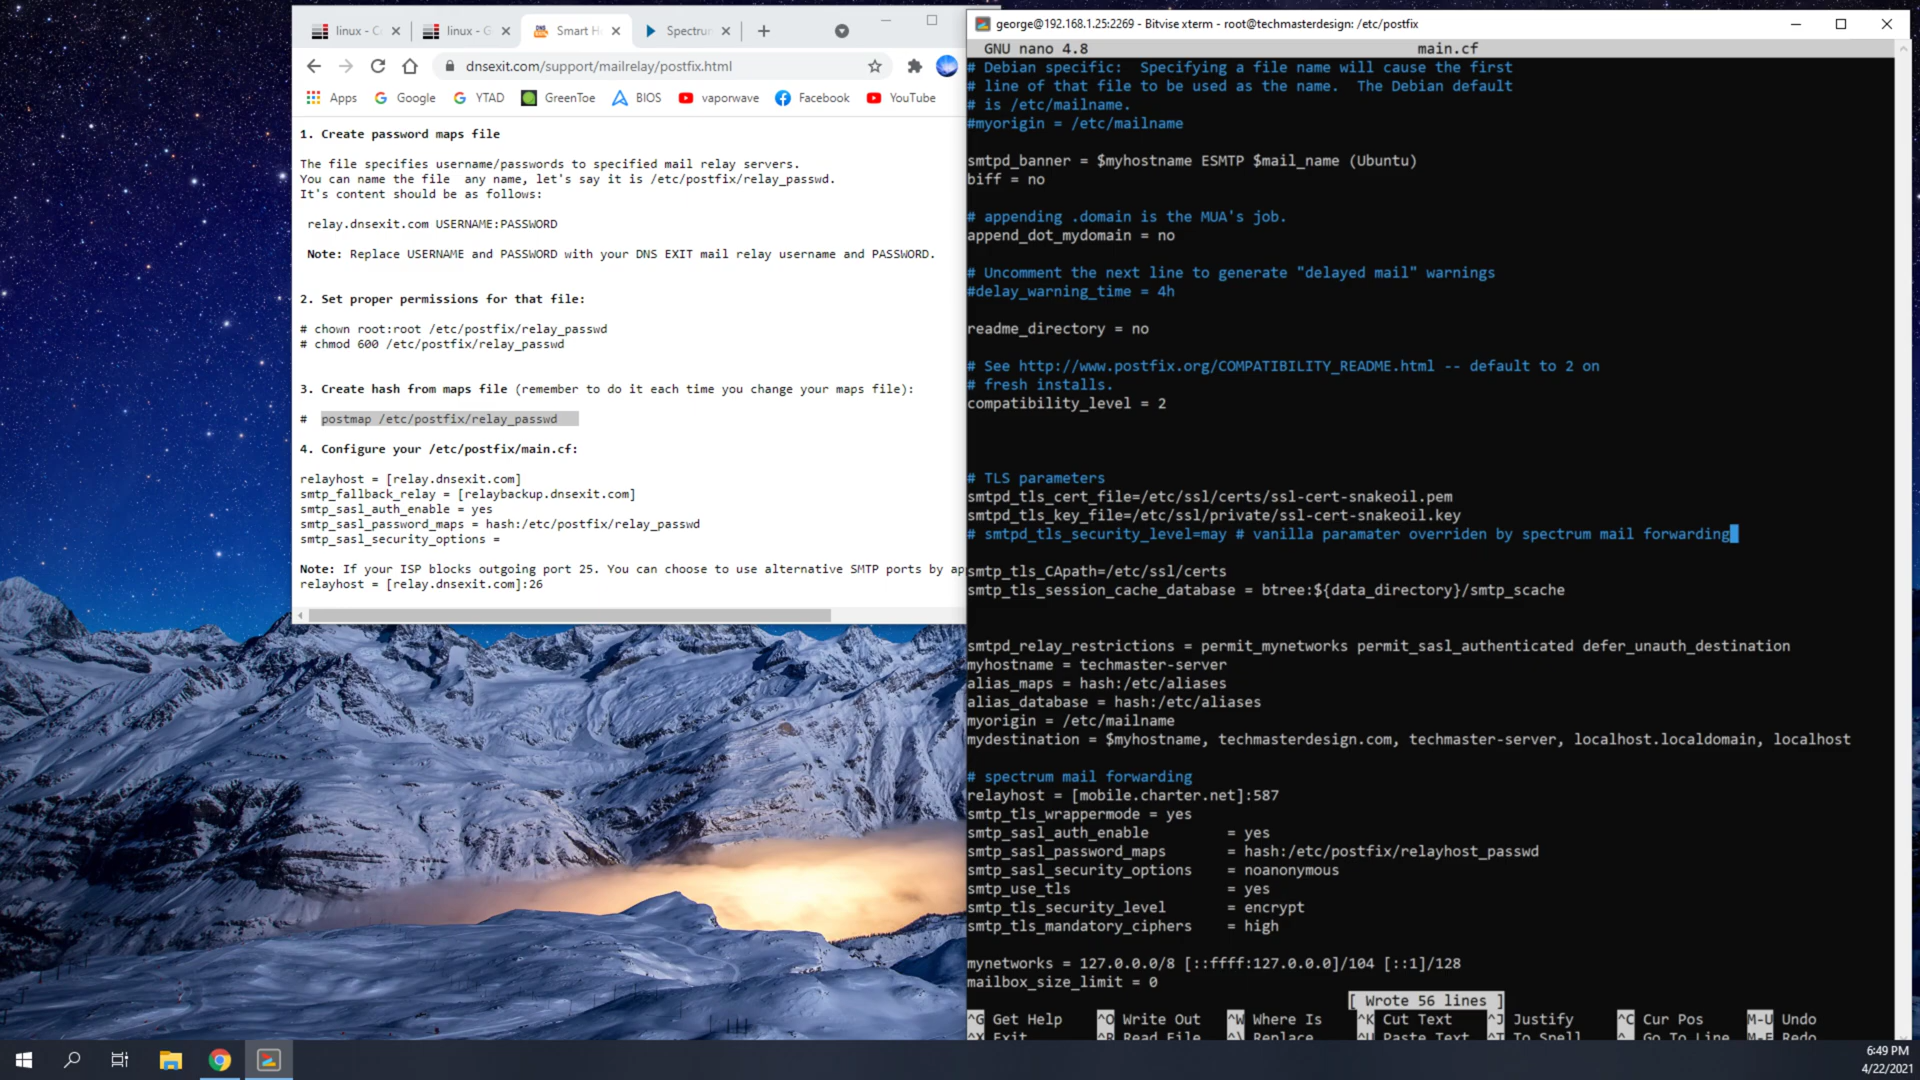 linux - C
linux - G
Smart H
Spectrum
dnsexit.com/support/mailrelay/postfix.html
Apps
Google
YTAD
GreenToe
BIOS
vaporwave
Facebook
YouTube
1. Create password maps file
The file specifies username/passwords to specified mail relay servers.
You can name the file  any name, let's say it is /etc/postfix/relay_passwd.
It's content should be as follows:
relay.dnsexit.com USERNAME:PASSWORD
Note: Replace USERNAME and PASSWORD with your DNS EXIT mail relay username and PASSWORD.
2. Set proper permissions for that file:
# chown root:root /etc/postfix/relay_passwd
# chmod 600 /etc/postfix/relay_passwd
3. Create hash from maps file (remember to do it each time you change your maps file):
#  postmap /etc/postfix/relay_passwd
4. Configure your /etc/postfix/main.cf:
relayhost = [relay.dnsexit.com]
smtp_fallback_relay = [relaybackup.dnsexit.com]
smtp_sasl_auth_enable = yes
smtp_sasl_password_maps = hash:/etc/postfix/relay_passwd
smtp_sasl_security_options =
Note: If your ISP blocks outgoing port 25. You can choose to use alternative SMTP ports by ap
relayhost = [relay.dnsexit.com]:26
george@192.168.1.25:2269 - Bitvise xterm - root@techmasterdesign: /etc/postfix
GNU nano 4.8
main.cf
# Debian specific:  Specifying a file name will cause the first
# line of that file to be used as the name.  The Debian default
# is /etc/mailname.
#myorigin = /etc/mailname
smtpd_banner = $myhostname ESMTP $mail_name (Ubuntu)
biff = no
# appending .domain is the MUA's job.
append_dot_mydomain = no
# Uncomment the next line to generate "delayed mail" warnings
#delay_warning_time = 4h
readme_directory = no
# See http://www.postfix.org/COMPATIBILITY_README.html -- default to 2 on
# fresh installs.
compatibility_level = 2
# TLS parameters
smtpd_tls_cert_file=/etc/ssl/certs/ssl-cert-snakeoil.pem
smtpd_tls_key_file=/etc/ssl/private/ssl-cert-snakeoil.key
# smtpd_tls_security_level=may # vanilla paramater overriden by spectrum mail forwarding
smtp_tls_CApath=/etc/ssl/certs
smtp_tls_session_cache_database = btree:${data_directory}/smtp_scache
smtpd_relay_restrictions = permit_mynetworks permit_sasl_authenticated defer_unauth_destination
myhostname = techmaster-server
alias_maps = hash:/etc/aliases
alias_database = hash:/etc/aliases
myorigin = /etc/mailname
mydestination = $myhostname, techmasterdesign.com, techmaster-server, localhost.localdomain, localhost
# spectrum mail forwarding
relayhost = [mobile.charter.net]:587
smtp_tls_wrappermode = yes
smtp_sasl_auth_enable = yes
smtp_sasl_password_maps = hash:/etc/postfix/relayhost_passwd
smtp_sasl_security_options = noanonymous
smtp_use_tls = yes
smtp_tls_security_level = encrypt
smtp_tls_mandatory_ciphers = high
mynetworks = 127.0.0.0/8 [::ffff:127.0.0.0]/104 [::1]/128
mailbox_size_limit = 0
[ Wrote 56 lines ]
^G Get Help ^O Write Out ^W Where Is ^K Cut Text ^J Justify ^C Cur Pos M-U Undo
^X Exit ^R Read File ^\ Replace ^U Paste Text ^T To Spell ^_ Go To Line M-E Redo
6:49 PM
4/22/2021